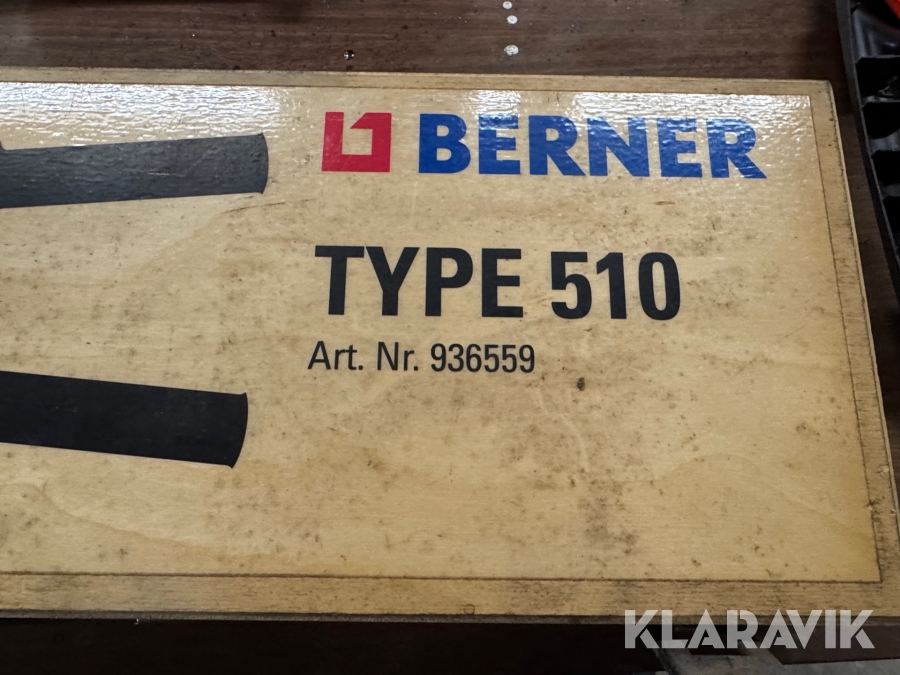 BERNER
TYPE 510
Art. Nr. 936559
KLARAVIK